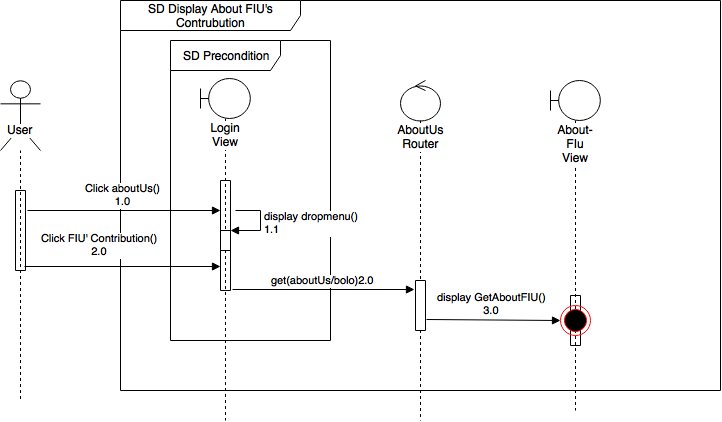 SD Display About FIU's
Contrubution
SD Precondition
User
Login
View
AboutUs
Router
About-
FIu
View
Click aboutUs()
1.0
display dropmenu()
1.1
Click FIU' Contribution()
2.0
get(aboutUs/bolo)2.0
display GetAboutFIU()
3.0